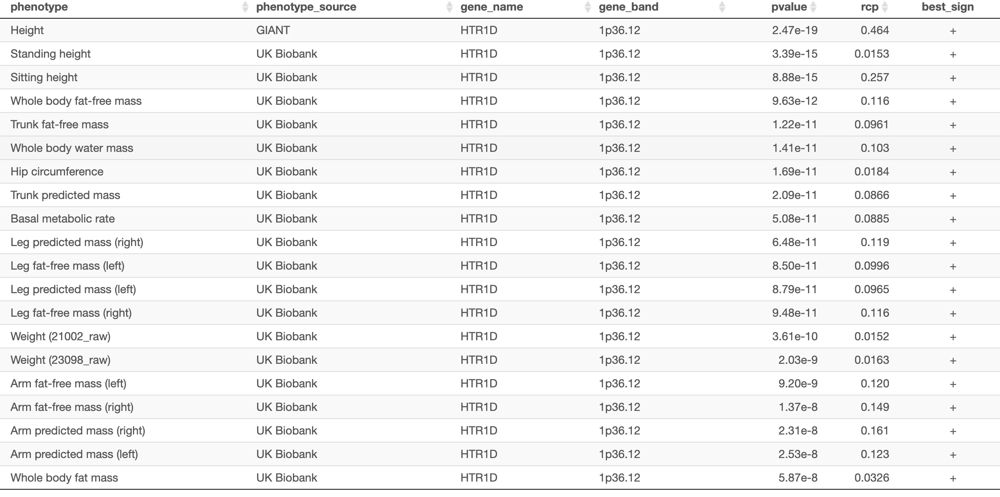 phenotype phenotype_source gene_name gene_band pvalue rcp best_sign
Height GIANT HTR1D 1p36.12 2.47e-19 0.464 +
Standing height UK Biobank HTR1D 1p36.12 3.39e-15 0.0153 +
Sitting height UK Biobank HTR1D 1p36.12 8.88e-15 0.257 +
Whole body fat-free mass UK Biobank HTR1D 1p36.12 9.63e-12 0.116 +
Trunk fat-free mass UK Biobank HTR1D 1p36.12 1.22e-11 0.0961 +
Whole body water mass UK Biobank HTR1D 1p36.12 1.41e-11 0.103 +
Hip circumference UK Biobank HTR1D 1p36.12 1.69e-11 0.0184 +
Trunk predicted mass UK Biobank HTR1D 1p36.12 2.09e-11 0.0866 +
Basal metabolic rate UK Biobank HTR1D 1p36.12 5.08e-11 0.0885 +
Leg predicted mass (right) UK Biobank HTR1D 1p36.12 6.48e-11 0.119 +
Leg fat-free mass (left) UK Biobank HTR1D 1p36.12 8.50e-11 0.0996 +
Leg predicted mass (left) UK Biobank HTR1D 1p36.12 8.79e-11 0.0965 +
Leg fat-free mass (right) UK Biobank HTR1D 1p36.12 9.48e-11 0.116 +
Weight (21002_raw) UK Biobank HTR1D 1p36.12 3.61e-10 0.0152 +
Weight (23098_raw) UK Biobank HTR1D 1p36.12 2.03e-9 0.0163 +
Arm fat-free mass (left) UK Biobank HTR1D 1p36.12 9.20e-9 0.120 +
Arm fat-free mass (right) UK Biobank HTR1D 1p36.12 1.37e-8 0.149 +
Arm predicted mass (right) UK Biobank HTR1D 1p36.12 2.31e-8 0.161 +
Arm predicted mass (left) UK Biobank HTR1D 1p36.12 2.53e-8 0.123 +
Whole body fat mass UK Biobank HTR1D 1p36.12 5.87e-8 0.0326 +